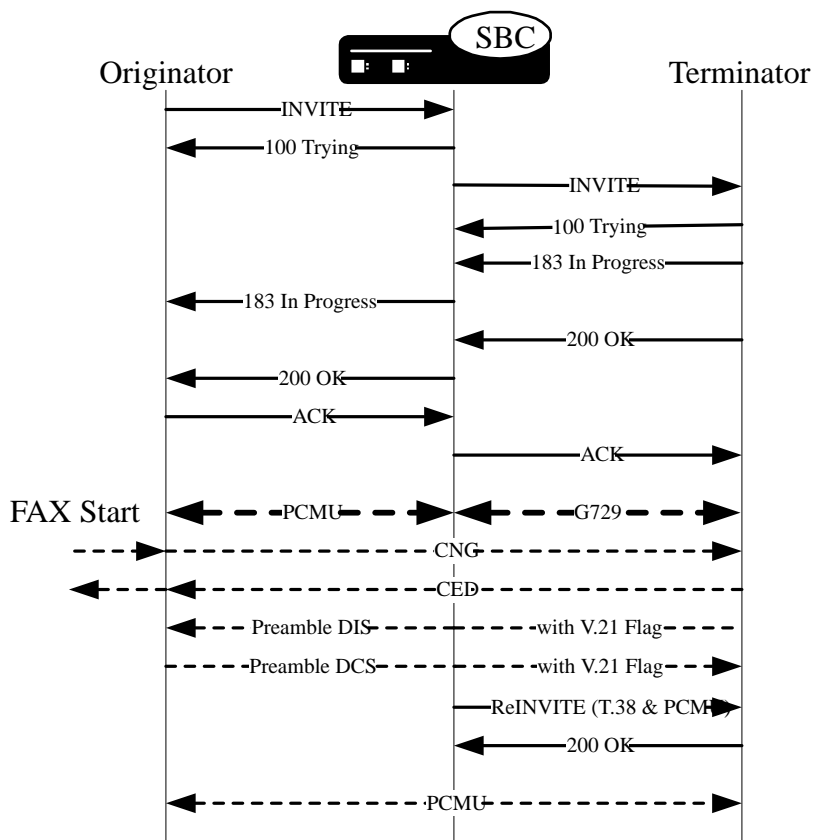 SBC
Originator
Terminator
INVITE
100 Trying
INVITE
100 Trying
183 In Progress
183 In Progress
200 OK
200 OK
ACK
ACK
FAX Start
PCMU
G729
CNG
CED
Preamble DIS
with V.21 Flag
Preamble DCS
with V.21 Flag
ReINVITE (T.38 & PCMU)
200 OK
PCMU